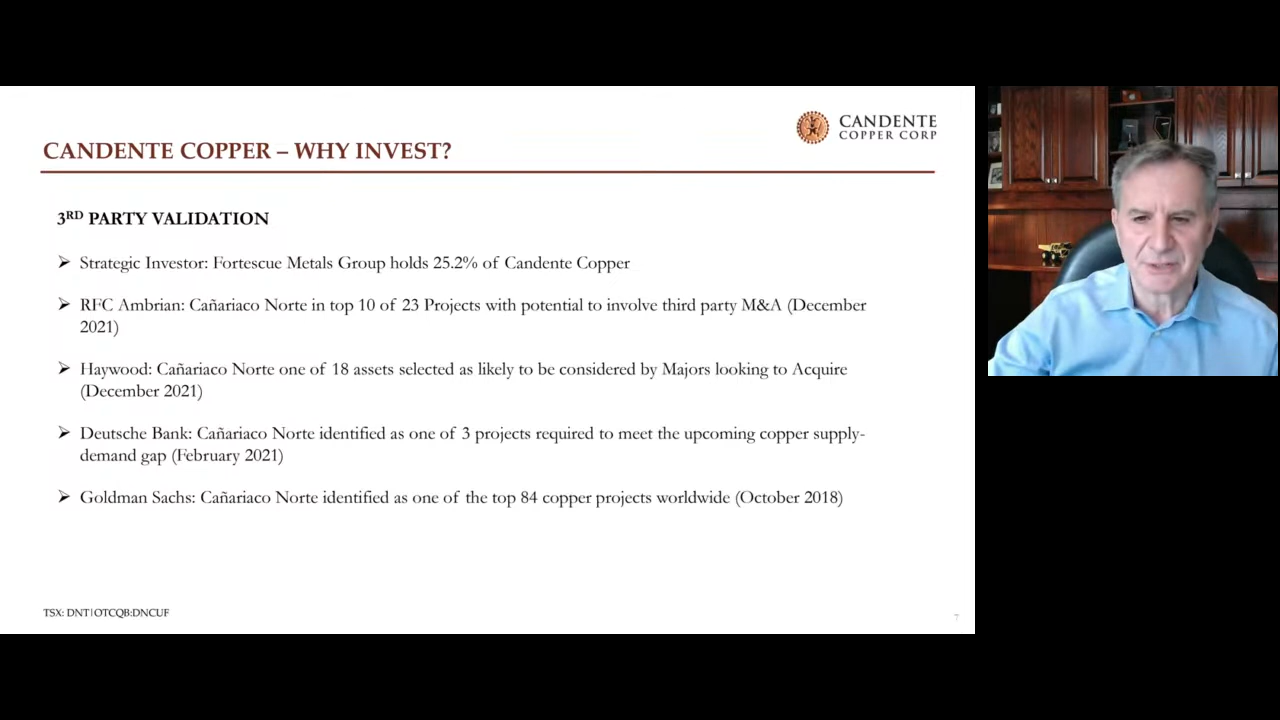 CANDENTE
COPPER CORP
CANDENTE COPPER – WHY INVEST?
3RD PARTY VALIDATION
➢ Strategic Investor: Fortescue Metals Group holds 25.2% of Candente Copper
➢ RFC Ambrian: Cañariaco Norte in top 10 of 23 Projects with potential to involve third party M&A (December
2021)
➢ Haywood: Cañariaco Norte one of 18 assets selected as likely to be considered by Majors looking to Acquire
(December 2021)
➢ Deutsche Bank: Cañariaco Norte identified as one of 3 projects required to meet the upcoming copper supply-
demand gap (February 2021)
➢ Goldman Sachs: Cañariaco Norte identified as one of the top 84 copper projects worldwide (October 2018)
TSX: DNT|OTCQB:DNCUF
7